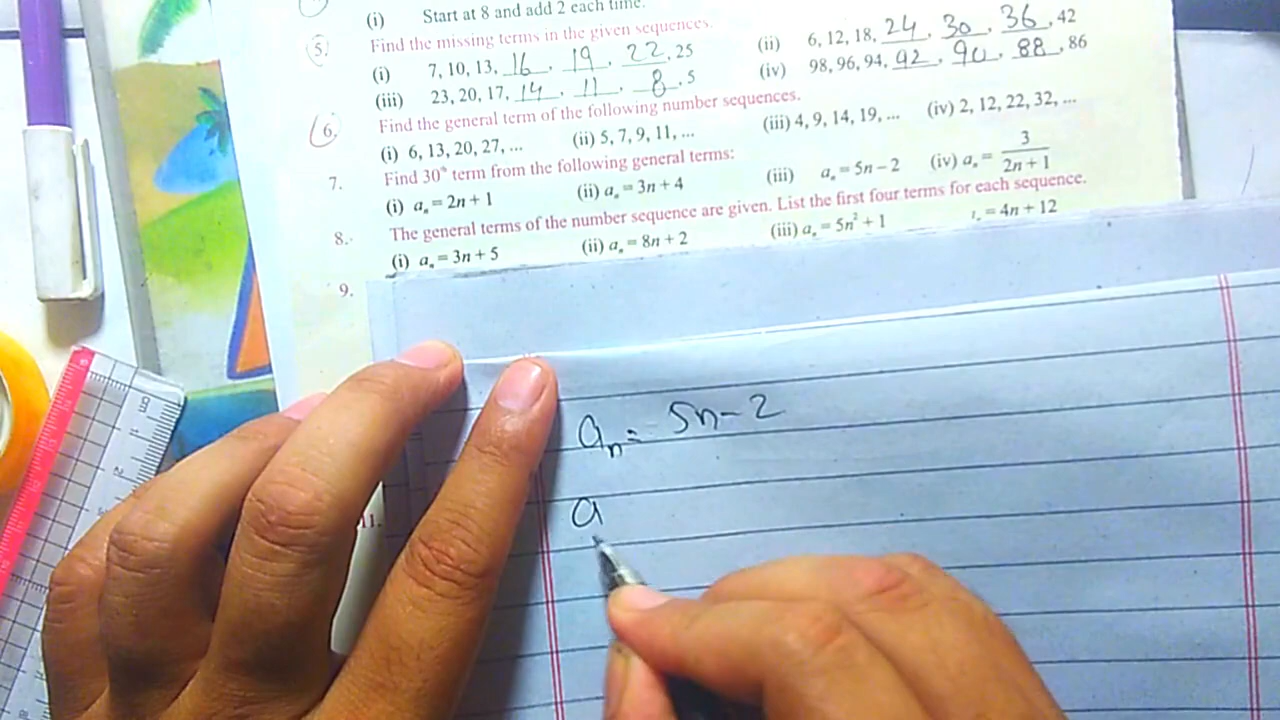 (i) Start at 8 and add 2 each time.
5. Find the missing terms in the given sequences.
(i) 7, 10, 13, 16, 19, 22, 25 (ii) 6, 12, 18, 24, 30, 36, 42
(iii) 23, 20, 17, 14, 11, 8, 5 (iv) 98, 96, 94, 92, 90, 88, 86
6. Find the general term of the following number sequences.
(i) 6, 13, 20, 27, ... (ii) 5, 7, 9, 11, ... (iii) 4, 9, 14, 19, ... (iv) 2, 12, 22, 32, ...
7. Find 30ᵗʰ term from the following general terms:
(i) aₙ = 2n + 1 (ii) aₙ = 3n + 4 (iii) aₙ = 5n − 2 (iv) aₙ = 3/(2n + 1)
8. The general terms of the number sequence are given. List the first four terms for each sequence.
(i) aₙ = 3n + 5 (ii) aₙ = 8n + 2 (iii) aₙ = 5n² + 1 = 4n + 12
9.
aₙ = 5n − 2
a
11.